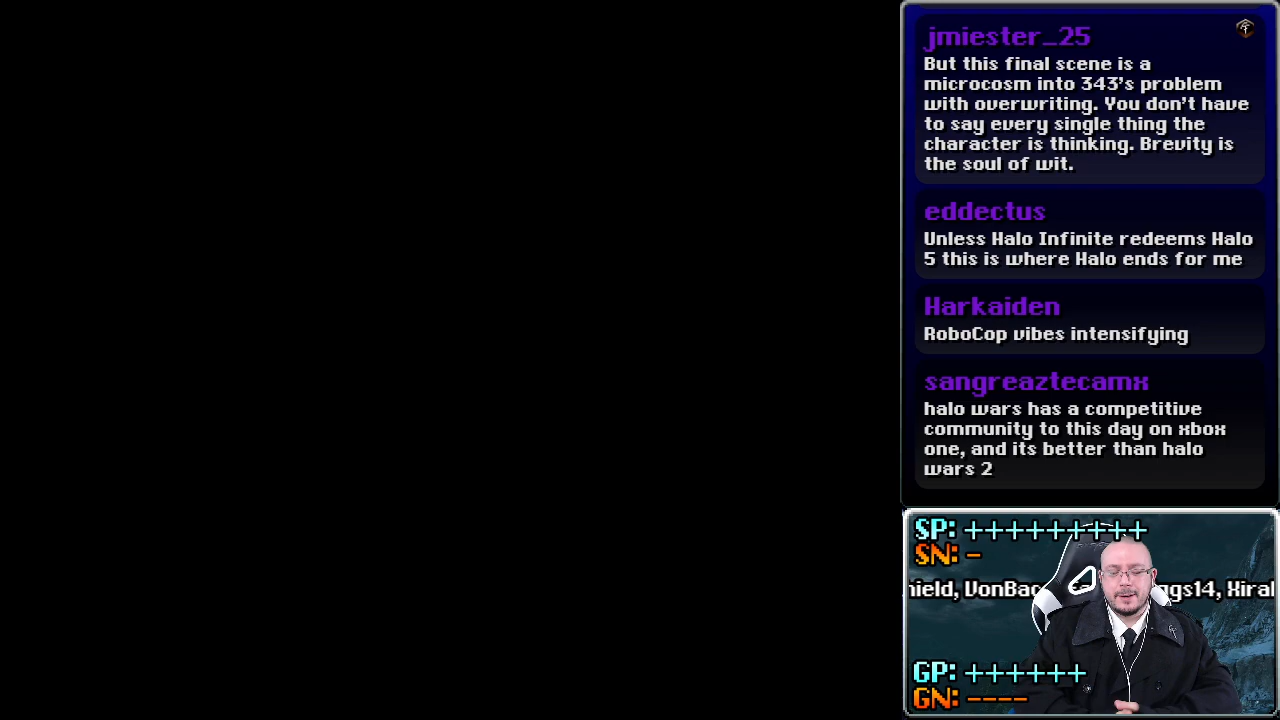 jmiester_25
But this final scene is a
microcosm into 343's problem
with overwriting. You don't have
to say every single thing the
character is thinking. Brevity is
the soul of wit.
eddectus
Unless Halo Infinite redeems Halo
5 this is where Halo ends for me
Harkaiden
RoboCop vibes intensifying
sangreaztecamx
halo wars has a competitive
community to this day on xbox
one, and its better than halo
wars 2
SP: +++++++++
SN: -
GP: ++++++
GN: ----